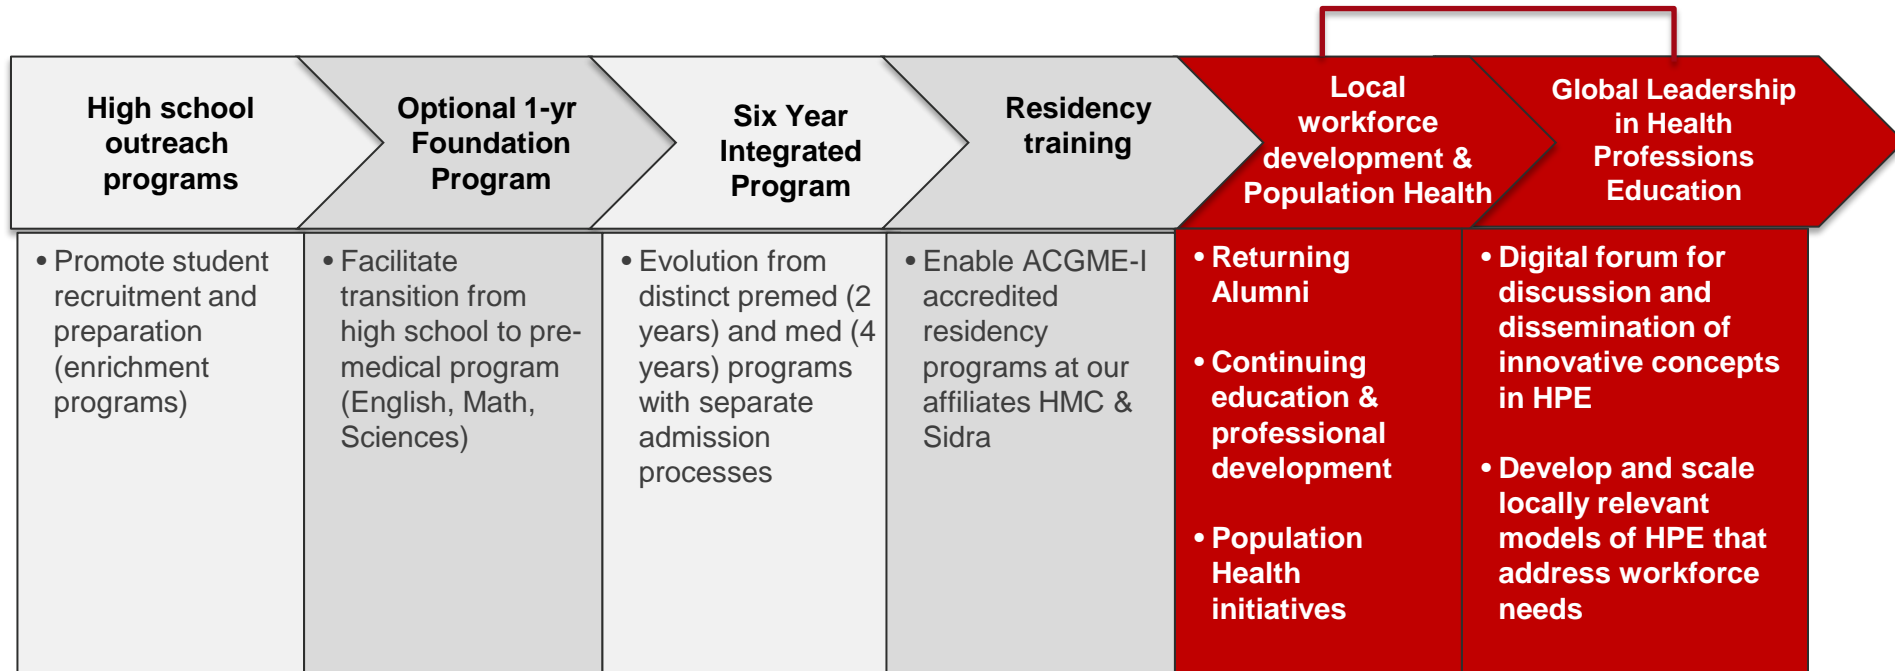 High school
outreach
programs
Optional 1-yr
Foundation
Program
Six Year
Integrated
Program
Residency
training
Local
workforce
development &
Population Health
Global Leadership
in Health
Professions
Education
• Promote student
recruitment and
preparation
(enrichment
programs)
• Facilitate
transition from
high school to pre-
medical program
(English, Math,
Sciences)
• Evolution from
distinct premed (2
years) and med (4
years) programs
with separate
admission
processes
• Enable ACGME-I
accredited
residency
programs at our
affiliates HMC &
Sidra
• Returning
Alumni
• Continuing
education &
professional
development
• Population
Health
initiatives
• Digital forum for
discussion and
dissemination of
innovative concepts
in HPE
• Develop and scale
locally relevant
models of HPE that
address workforce
needs